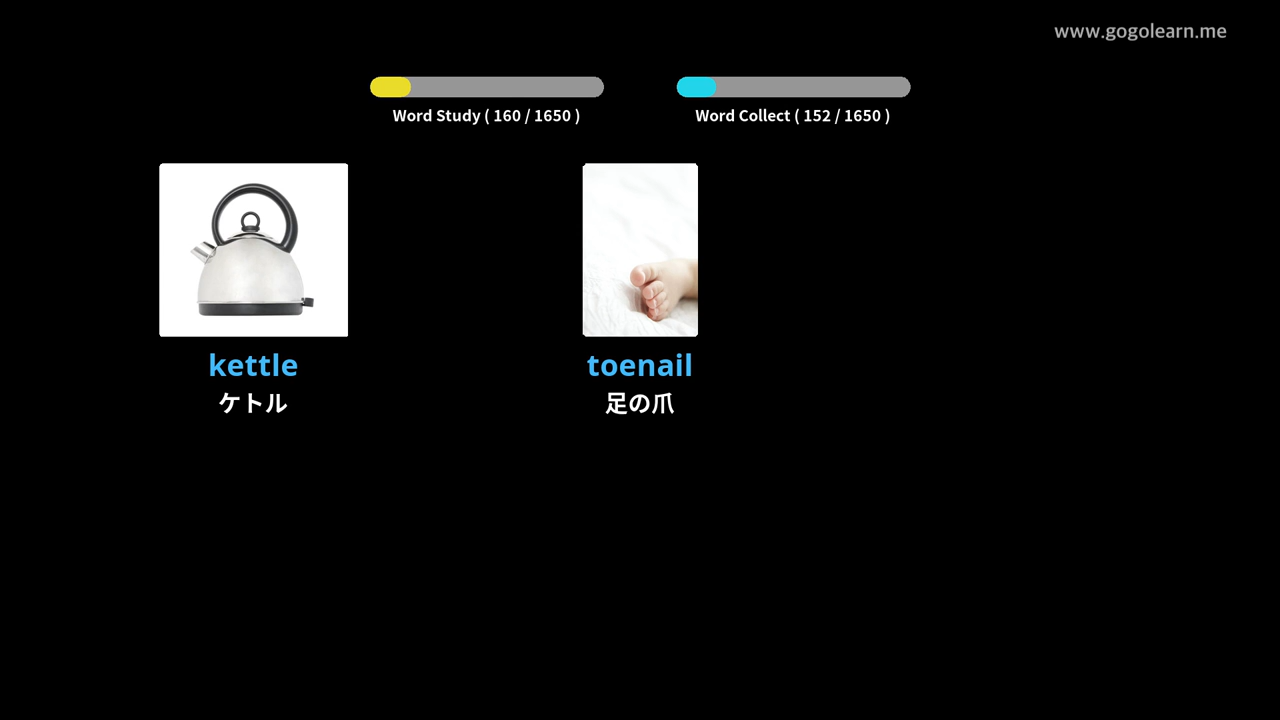 www.gogolearn.me
Word Study ( 160 / 1650 )
Word Collect ( 152 / 1650 )
kettle
ケトル
toenail
足の爪